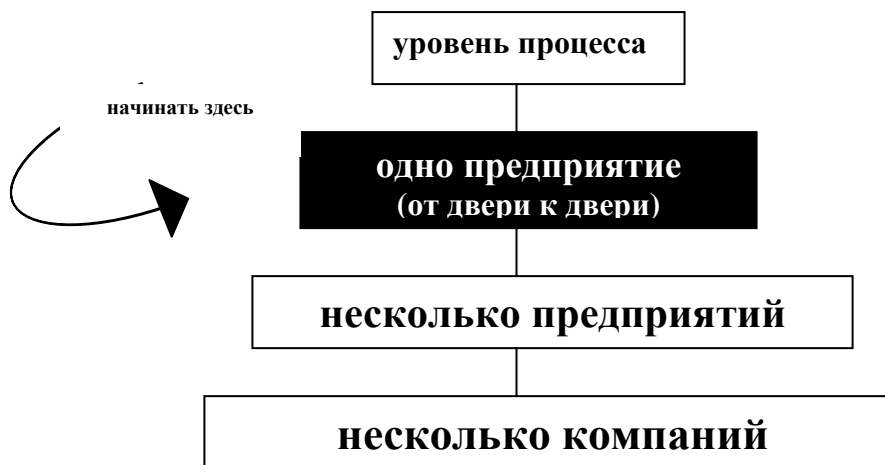 уровень процесса
начинать здесь
одно предприятие
(от двери к двери)
несколько предприятий
несколько компаний